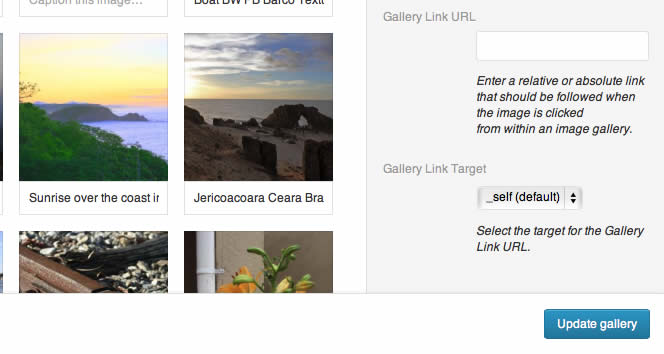 Caption this image…
Boat BW PB Barco Textu
Sunrise over the coast ir
Jericoacoara Ceara Bra
Gallery Link URL
Enter a relative or absolute link
that should be followed when
the image is clicked
from within an image gallery.
Gallery Link Target
_self (default)
Select the target for the Gallery
Link URL.
Update gallery